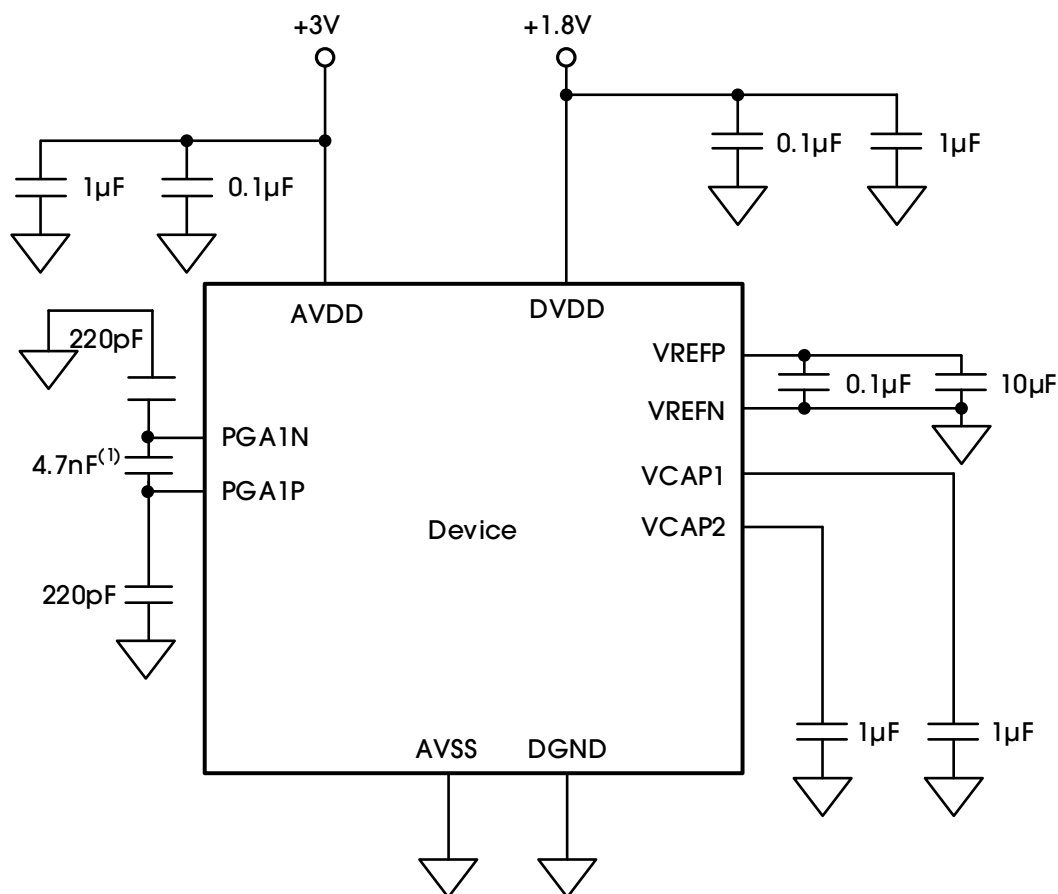 +3V
+1.8V
1µF
0.1µF
0.1µF
1µF
AVDD
DVDD
220pF
VREFP
0.1µF
10µF
VREFN
PGA1N
4.7nF(1)
VCAP1
PGA1P
VCAP2
Device
220pF
1µF
1µF
AVSS
DGND